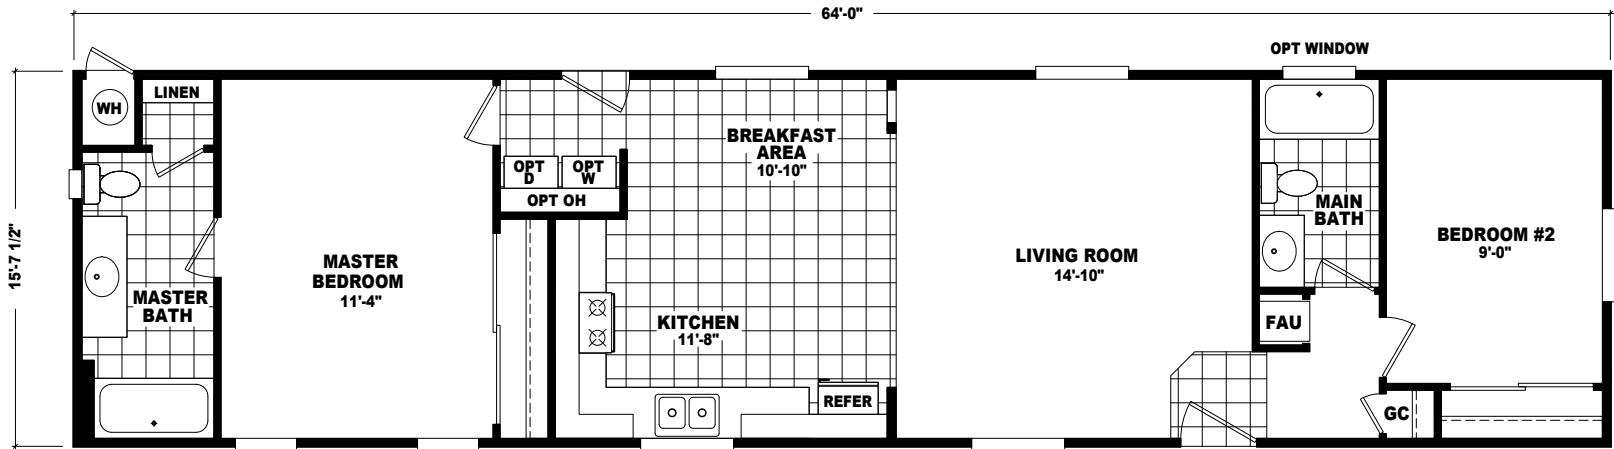 64'-0"
OPT WINDOW
15'-7 1/2"
WH
LINEN
MASTER
BATH
MASTER
BEDROOM
11'-4"
OPT
D
OPT
W
OPT OH
BREAKFAST
AREA
10'-10"
KITCHEN
11'-8"
REFER
LIVING ROOM
14'-10"
MAIN
BATH
FAU
BEDROOM #2
9'-0"
GC